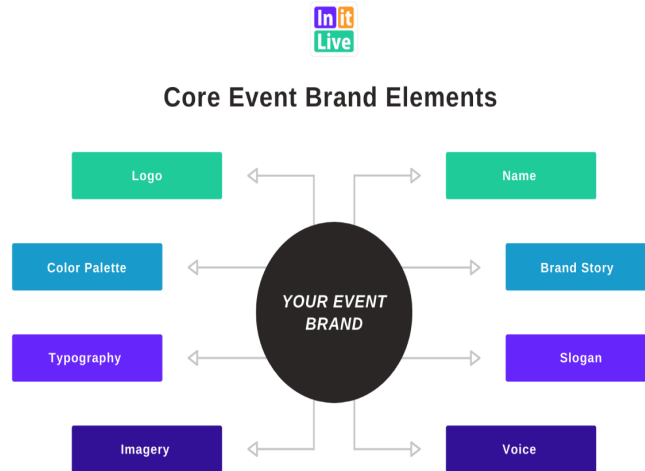 In it
Live
Core Event Brand Elements
Logo
Name
Color Palette
YOUR EVENT
BRAND
Brand Story
Typography
Slogan
Imagery
Voice